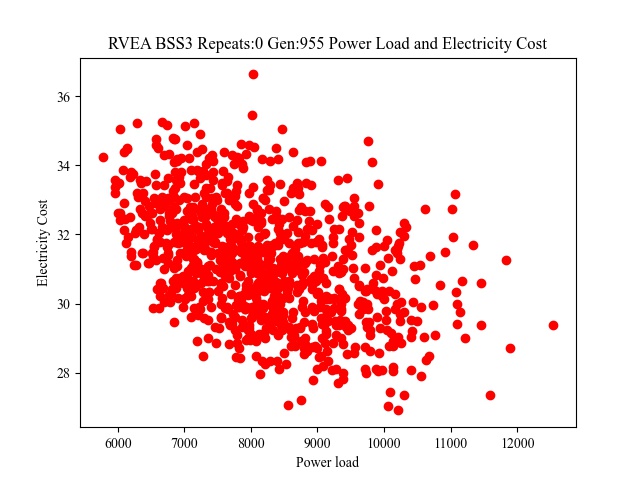 RVEA BSS3 Repeats:0 Gen:955 Power Load and Electricity Cost
36
34
32
30
28
Electricity Cost
6000 7000 8000 9000 10000 11000 12000
Power load